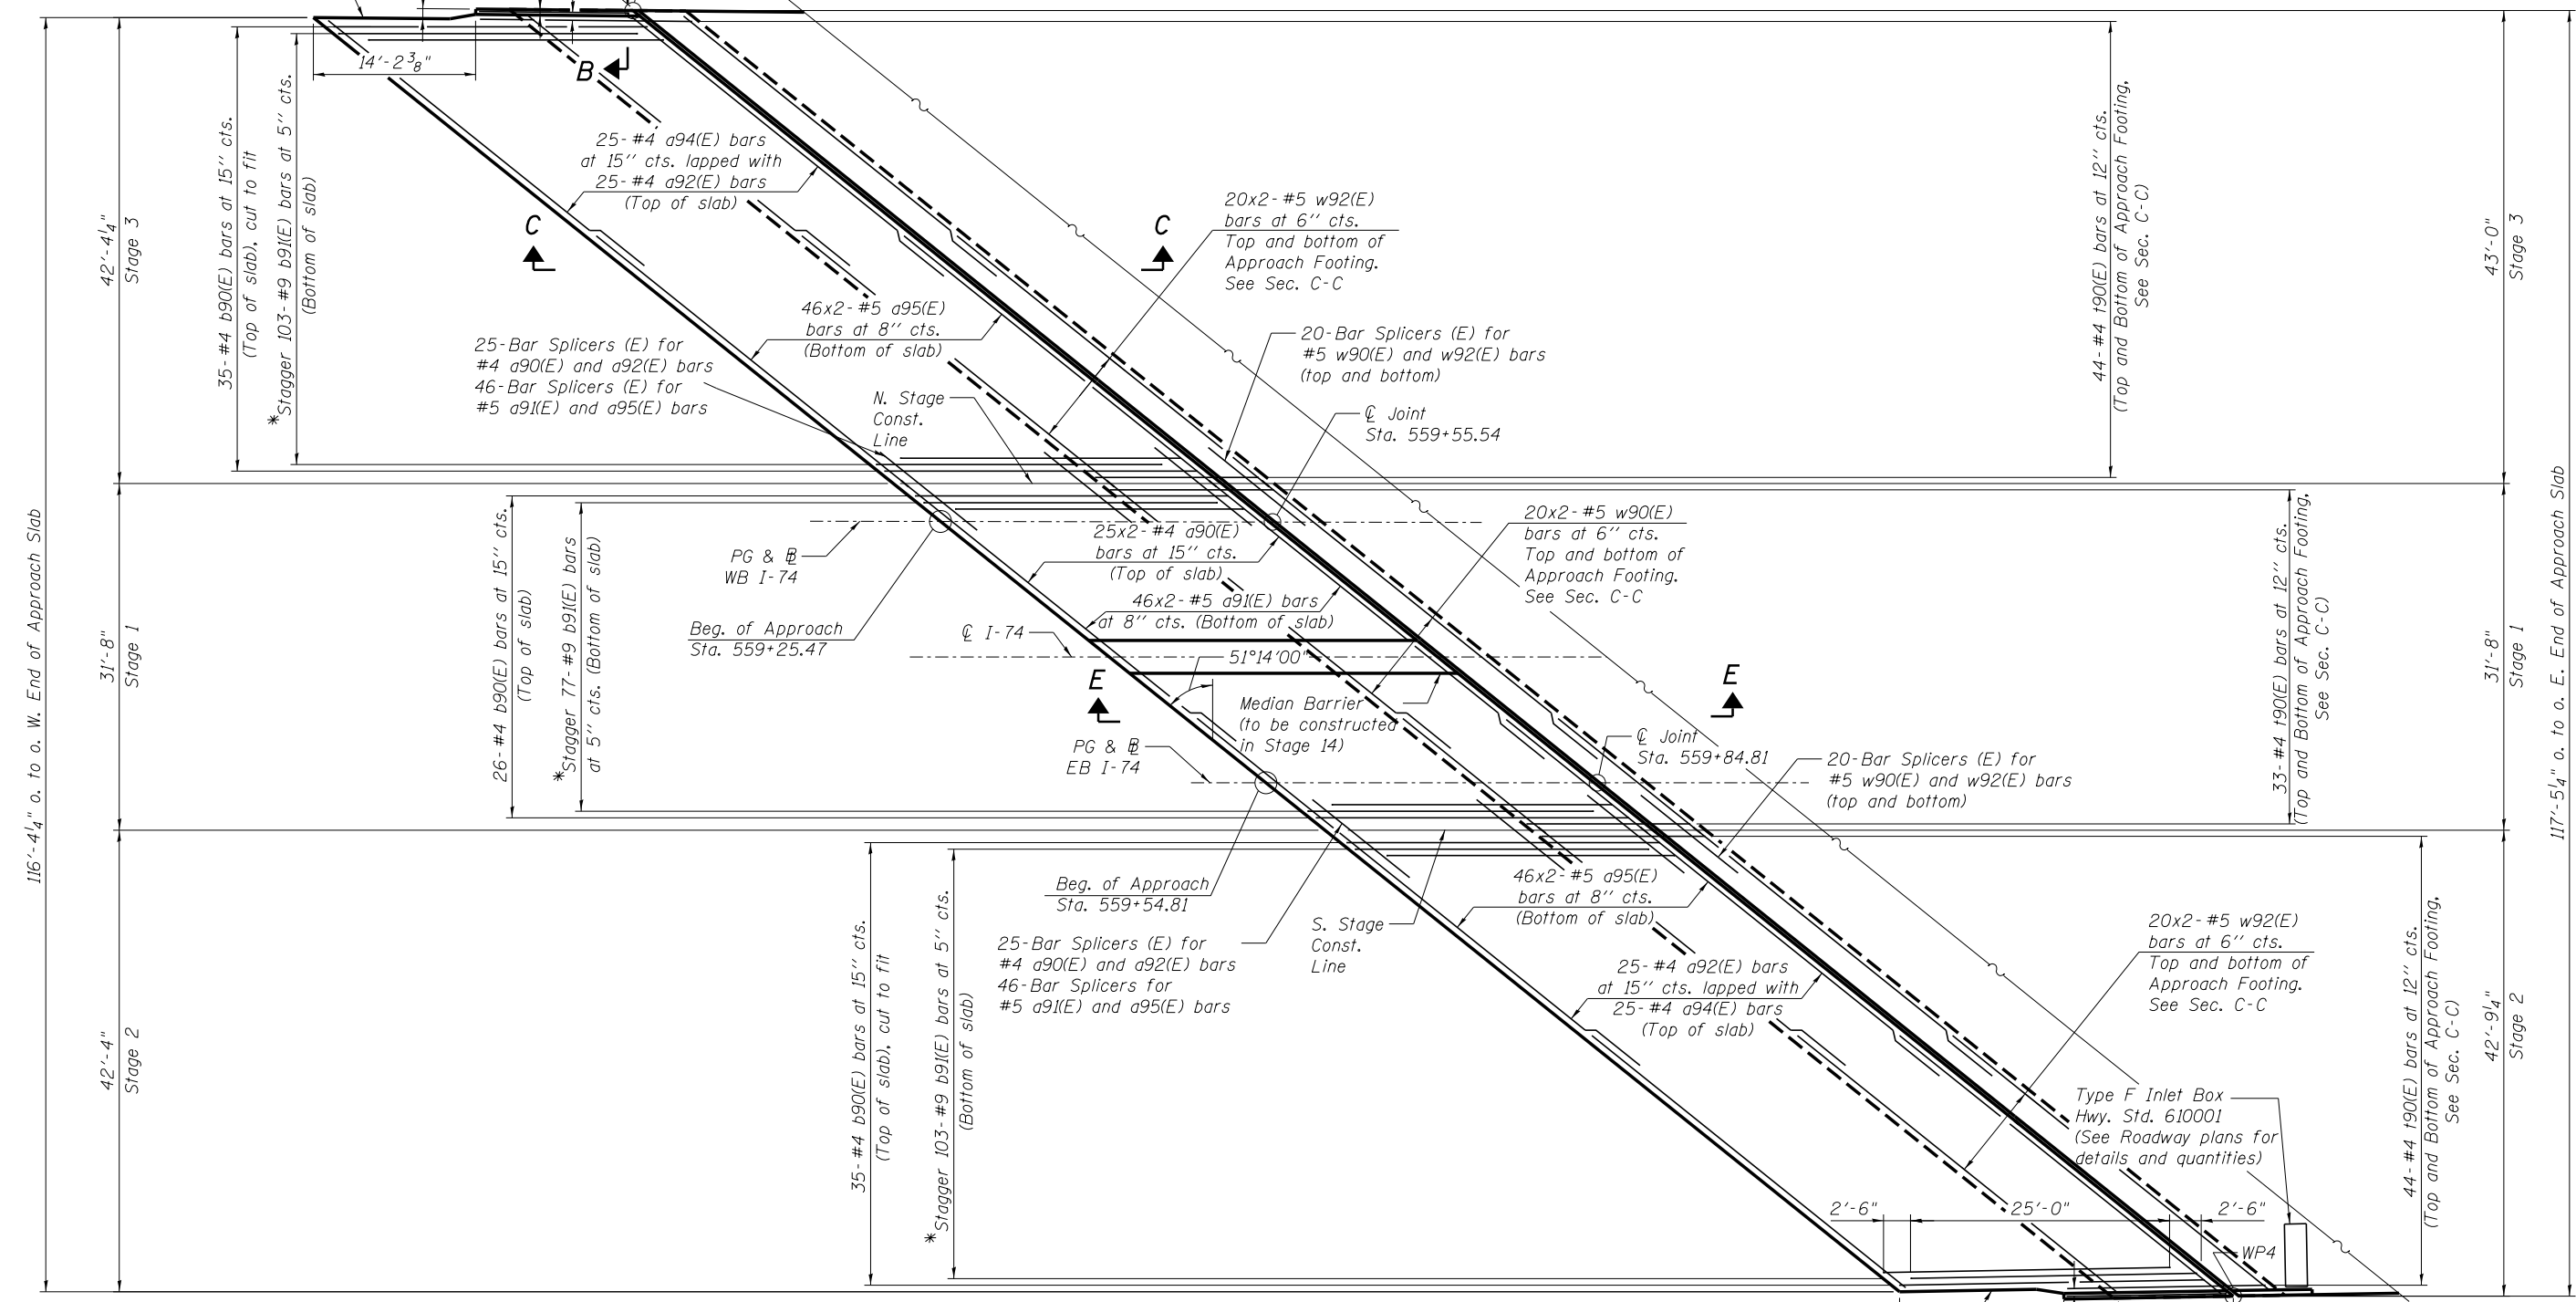 14'-2 3/8"
B
116'-4 1/4" o. to o. W. End of Approach Slab
42'-4 1/4"
Stage 3
31'-8"
Stage 1
42'-4"
Stage 2
35-#4 b90(E) bars at 15'' cts.
(Top of slab), cut to fit
*Stagger 103-#9 b91(E) bars at 5'' cts.
(Bottom of slab)
25-#4 a94(E) bars
at 15'' cts. lapped with
25-#4 a92(E) bars
(Top of slab)
C
C
20x2-#5 w92(E)
bars at 6'' cts.
Top and bottom of
Approach Footing.
See Sec. C-C
46x2-#5 a95(E)
bars at 8'' cts.
(Bottom of slab)
25-Bar Splicers (E) for
#4 a90(E) and a92(E) bars
46-Bar Splicers (E) for
#5 a91(E) and a95(E) bars
20-Bar Splicers (E) for
#5 w90(E) and w92(E) bars
(top and bottom)
N. Stage
Const.
Line
℄ Joint
Sta. 559+55.54
44-#4 t90(E) bars at 12'' cts.
(Top and Bottom of Approach Footing,
See Sec. C-C)
43'-0"
Stage 3
31'-8"
Stage 1
42'-9 1/4"
Stage 2
117'-5 1/4" o. to o. E. End of Approach Slab
26-#4 b90(E) bars at 15'' cts.
(Top of slab)
*Stagger 77-#9 b91(E) bars
at 5'' cts. (Bottom of slab)
PG & ℄
WB I-74
25x2-#4 a90(E)
bars at 15'' cts.
(Top of slab)
20x2-#5 w90(E)
bars at 6'' cts.
Top and bottom of
Approach Footing.
See Sec. C-C
46x2-#5 a91(E) bars
at 8'' cts. (Bottom of slab)
Beg. of Approach
Sta. 559+25.47
℄ I-74
51°14'00"
E
E
Median Barrier
(to be constructed
in Stage 14)
PG & ℄
EB I-74
℄ Joint
Sta. 559+84.81
20-Bar Splicers (E) for
#5 w90(E) and w92(E) bars
(top and bottom)
33-#4 t90(E) bars at 12'' cts.
(Top and Bottom of Approach Footing,
See Sec. C-C)
Beg. of Approach
Sta. 559+54.81
25-Bar Splicers (E) for
#4 a90(E) and a92(E) bars
46-Bar Splicers for
#5 a91(E) and a95(E) bars
S. Stage
Const.
Line
46x2-#5 a95(E)
bars at 8'' cts.
(Bottom of slab)
25-#4 a92(E) bars
at 15'' cts. lapped with
25-#4 a94(E) bars
(Top of slab)
20x2-#5 w92(E)
bars at 6'' cts.
Top and bottom of
Approach Footing.
See Sec. C-C
35-#4 b90(E) bars at 15'' cts.
(Top of slab), cut to fit
*Stagger 103-#9 b91(E) bars at 5'' cts.
(Bottom of slab)
44-#4 t90(E) bars at 12'' cts.
(Top and Bottom of Approach Footing,
See Sec. C-C)
Type F Inlet Box
Hwy. Std. 610001
(See Roadway plans for
details and quantities)
2'-6"
25'-0"
2'-6"
WP4